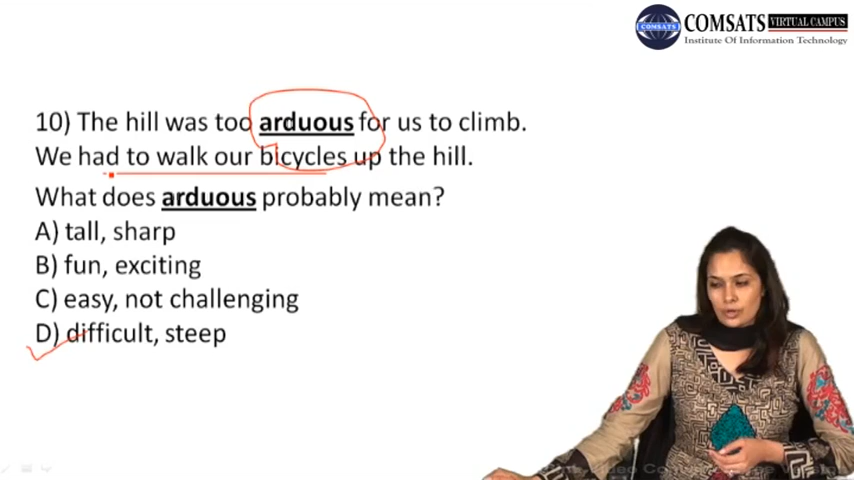 COMSATS VIRTUAL CAMPUS
COMSATS
Institute Of Information Technology
10) The hill was too arduous for us to climb.
We had to walk our bicycles up the hill.
What does arduous probably mean?
A) tall, sharp
B) fun, exciting
C) easy, not challenging
D) difficult, steep